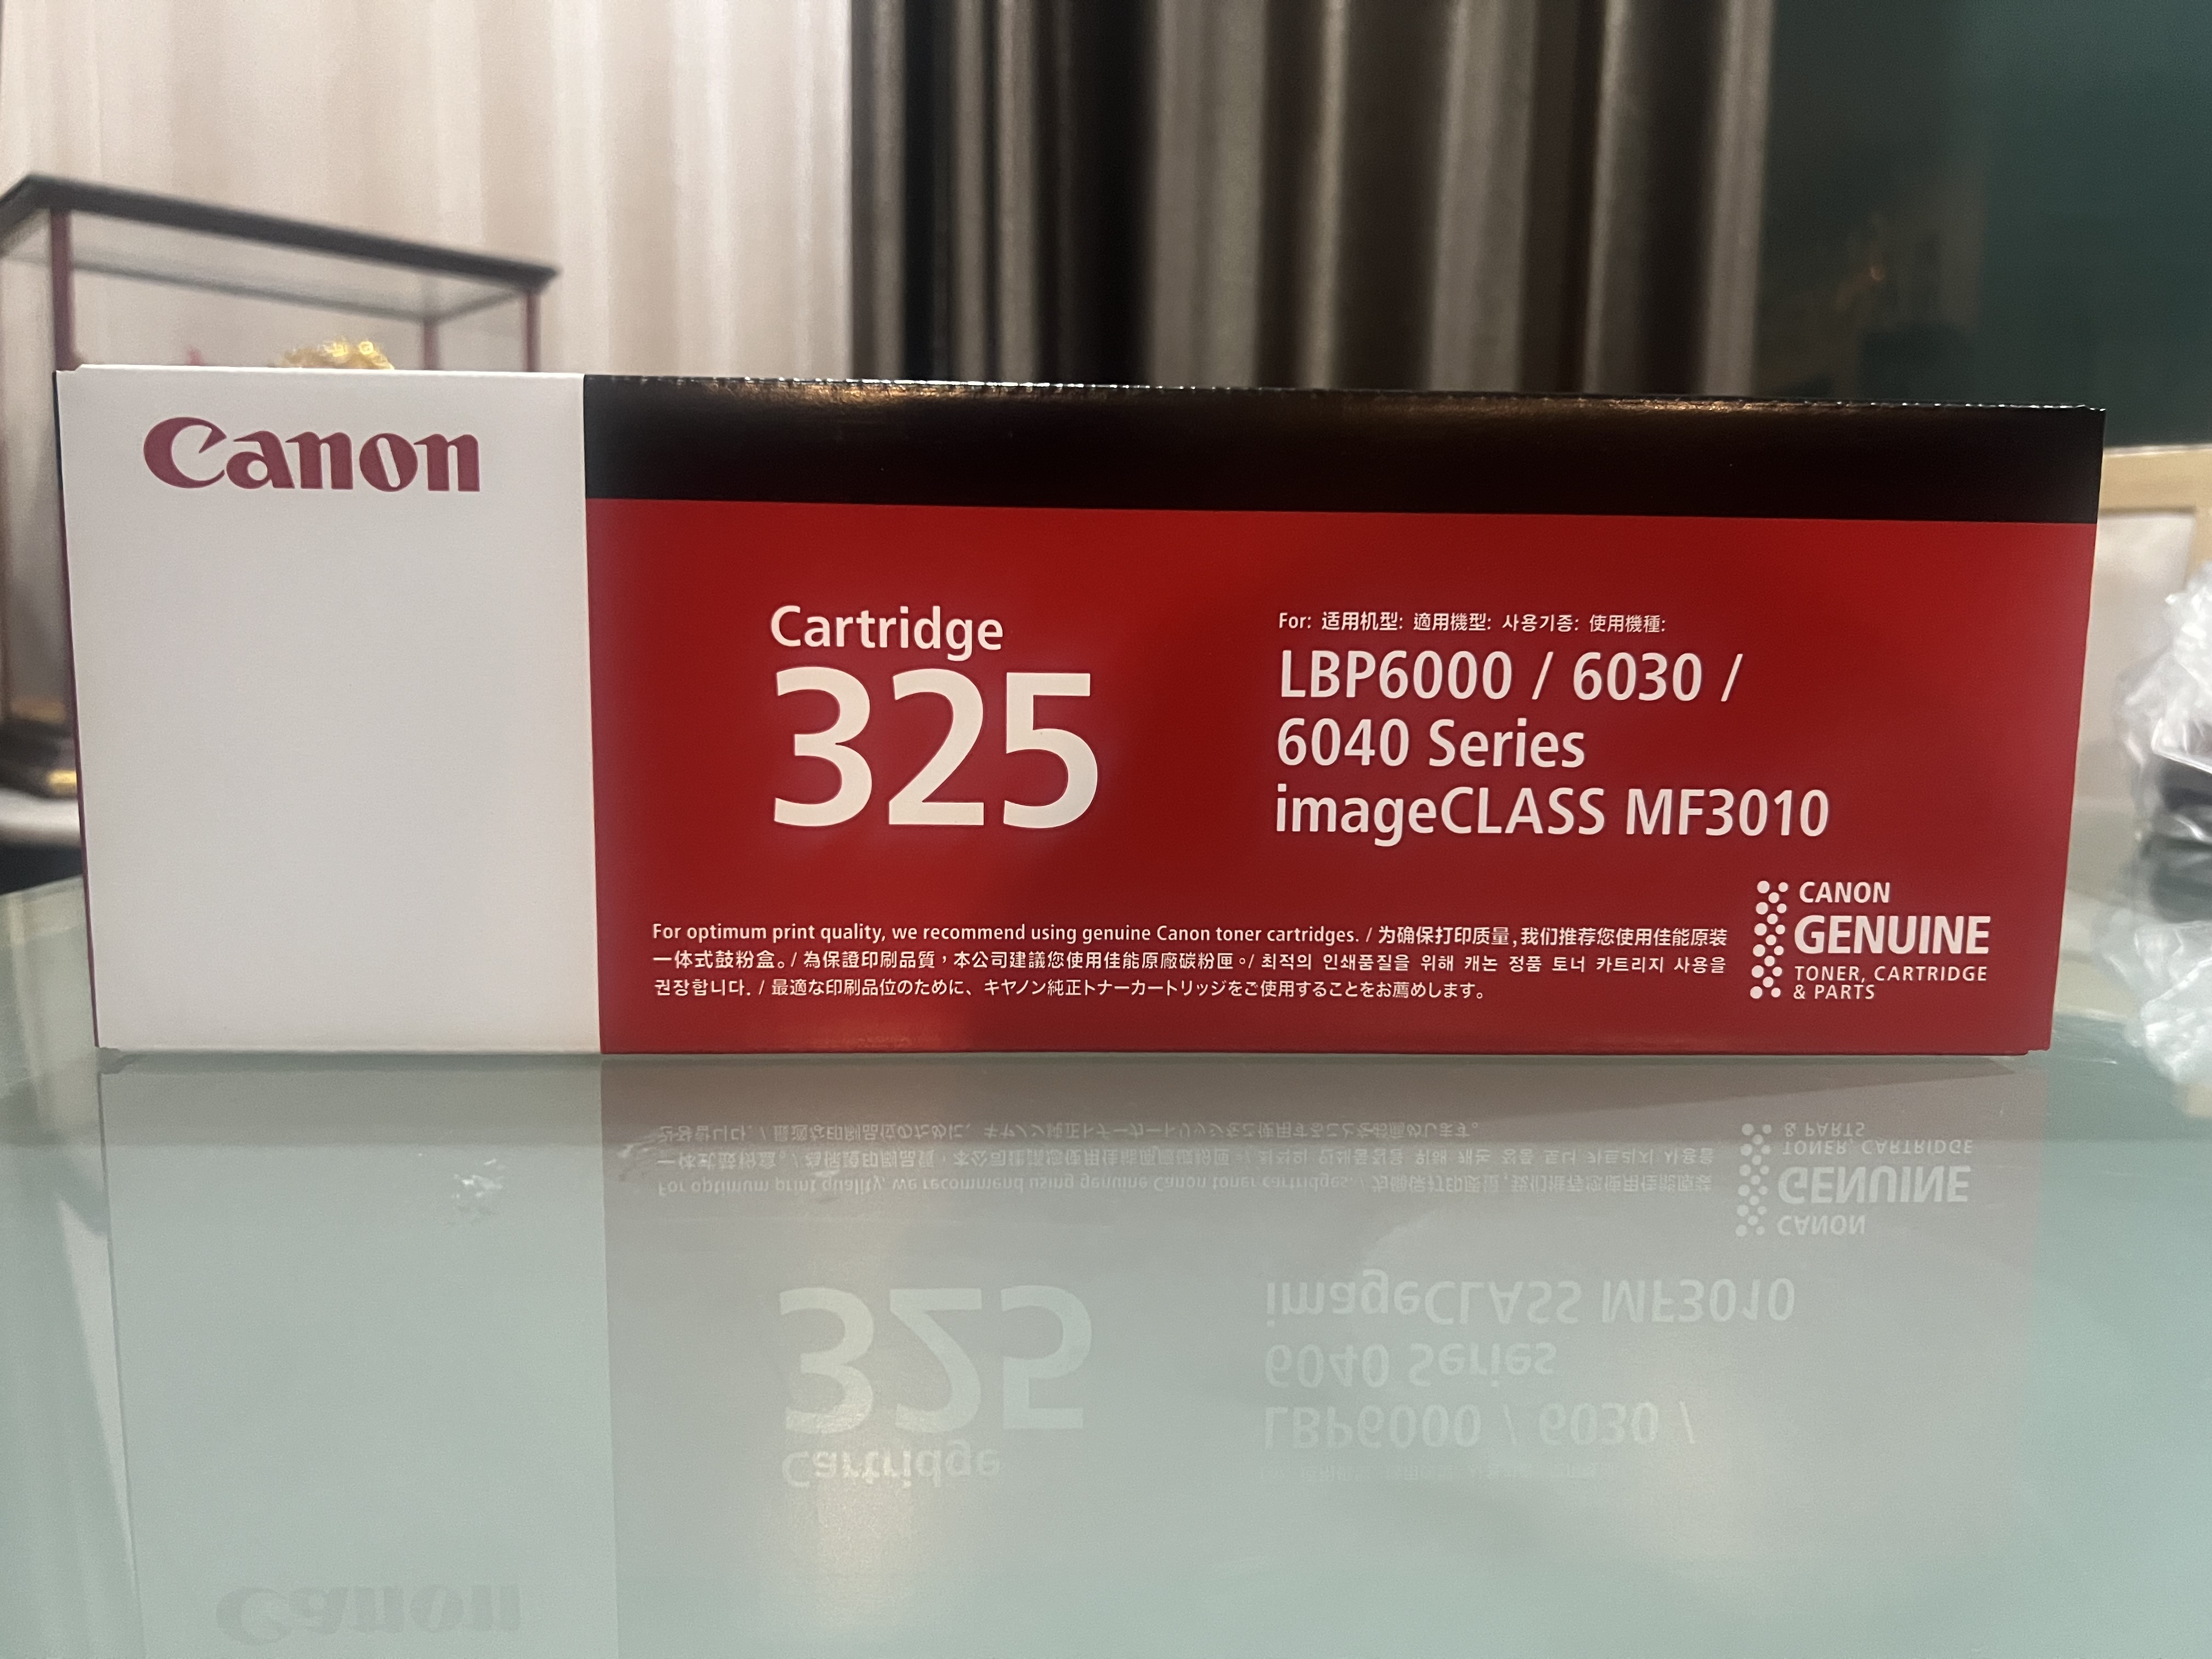 Canon
Cartridge
325
For: 适用机型: 適用機型: 사용기종: 使用機種:
LBP6000 / 6030 /
6040 Series
imageCLASS MF3010
For optimum print quality, we recommend using genuine Canon toner cartridges. / 为确保打印质量,我们推荐您使用佳能原装
一体式鼓粉盒。/ 為保證印刷品質，本公司建議您使用佳能原廠碳粉匣。/ 최적의 인쇄품질을 위해 캐논 정품 토너 카트리지 사용을
권장합니다. / 最適な印刷品位のために、キヤノン純正トナーカートリッジをご使用することをお薦めします。
CANON
GENUINE
TONER, CARTRIDGE
& PARTS